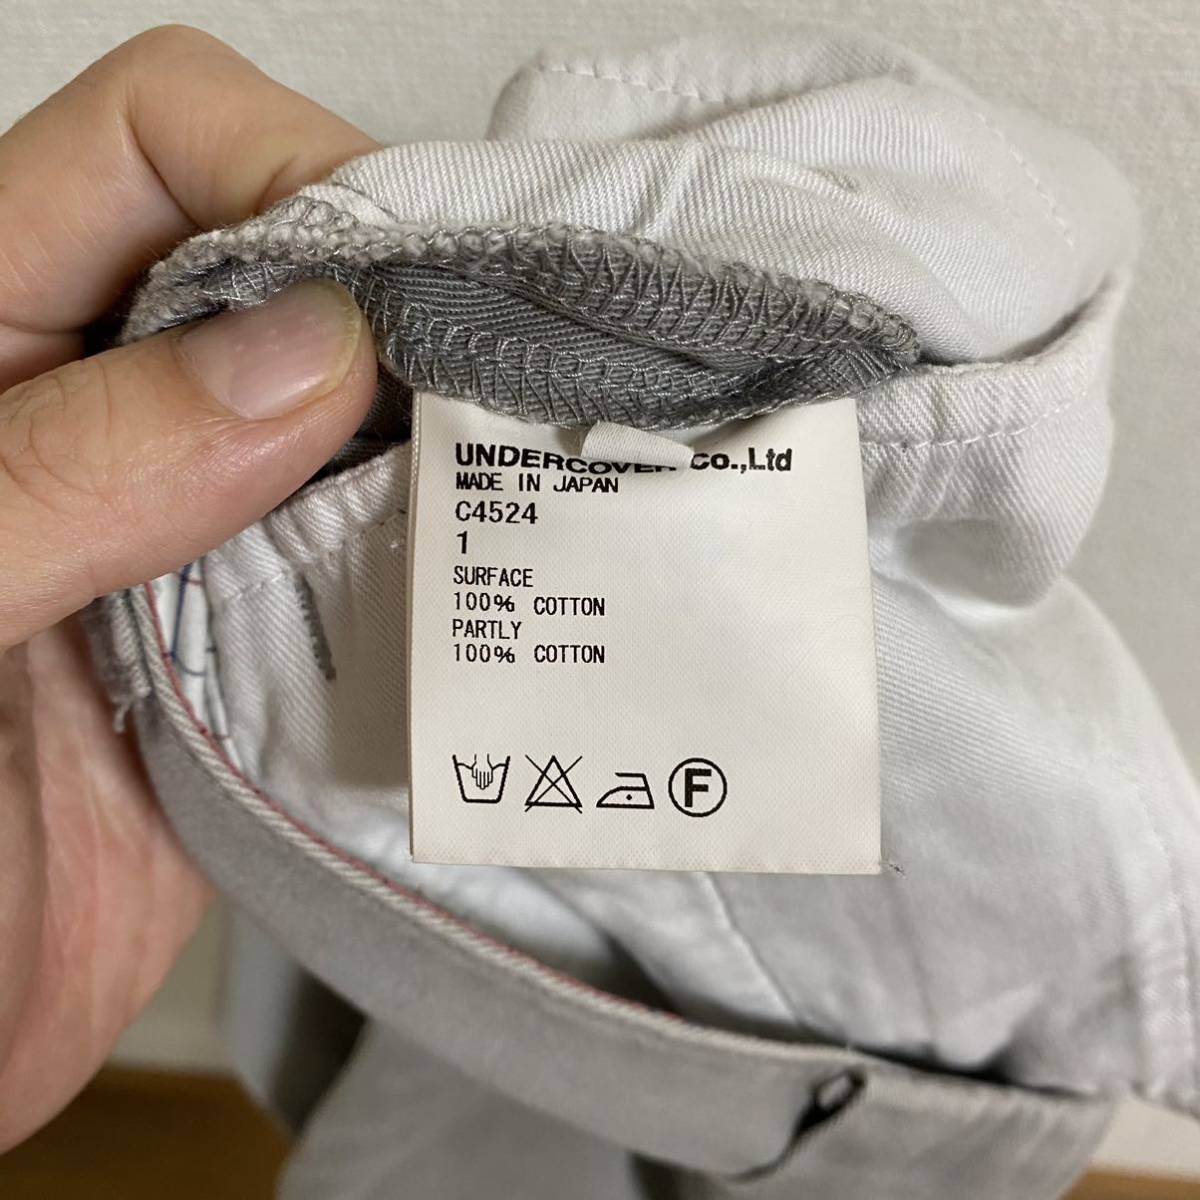 UNDERCOVER Co.,Ltd
MADE IN JAPAN
C4524
1
SURFACE
100% COTTON
PARTLY
100% COTTON
F